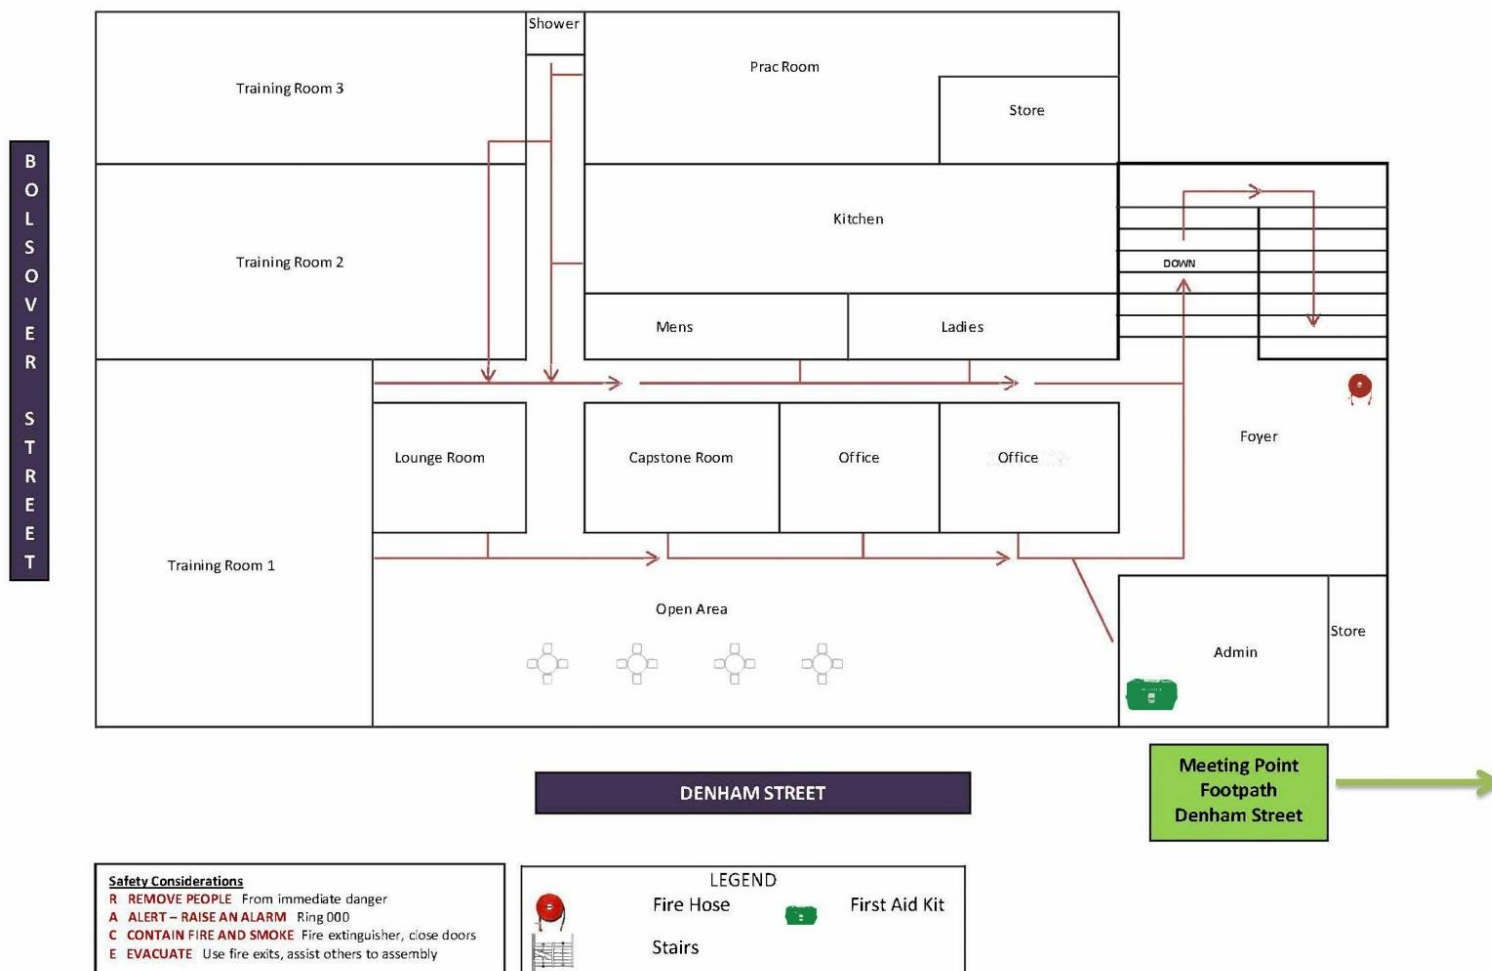 Shower
Prac Room
Training Room 3
Store
BOLSOVER STREET
Kitchen
Training Room 2
DOWN
Mens
Ladies
Foyer
Lounge Room
Capstone Room
Office
Office
Training Room 1
Open Area
Store
Admin
Meeting Point
Footpath
Denham Street
DENHAM STREET
Safety Considerations
R REMOVE PEOPLE From immediate danger
A ALERT – RAISE AN ALARM Ring 000
C CONTAIN FIRE AND SMOKE Fire extinguisher, close doors
E EVACUATE Use fire exits, assist others to assembly
LEGEND
Fire Hose
First Aid Kit
Stairs